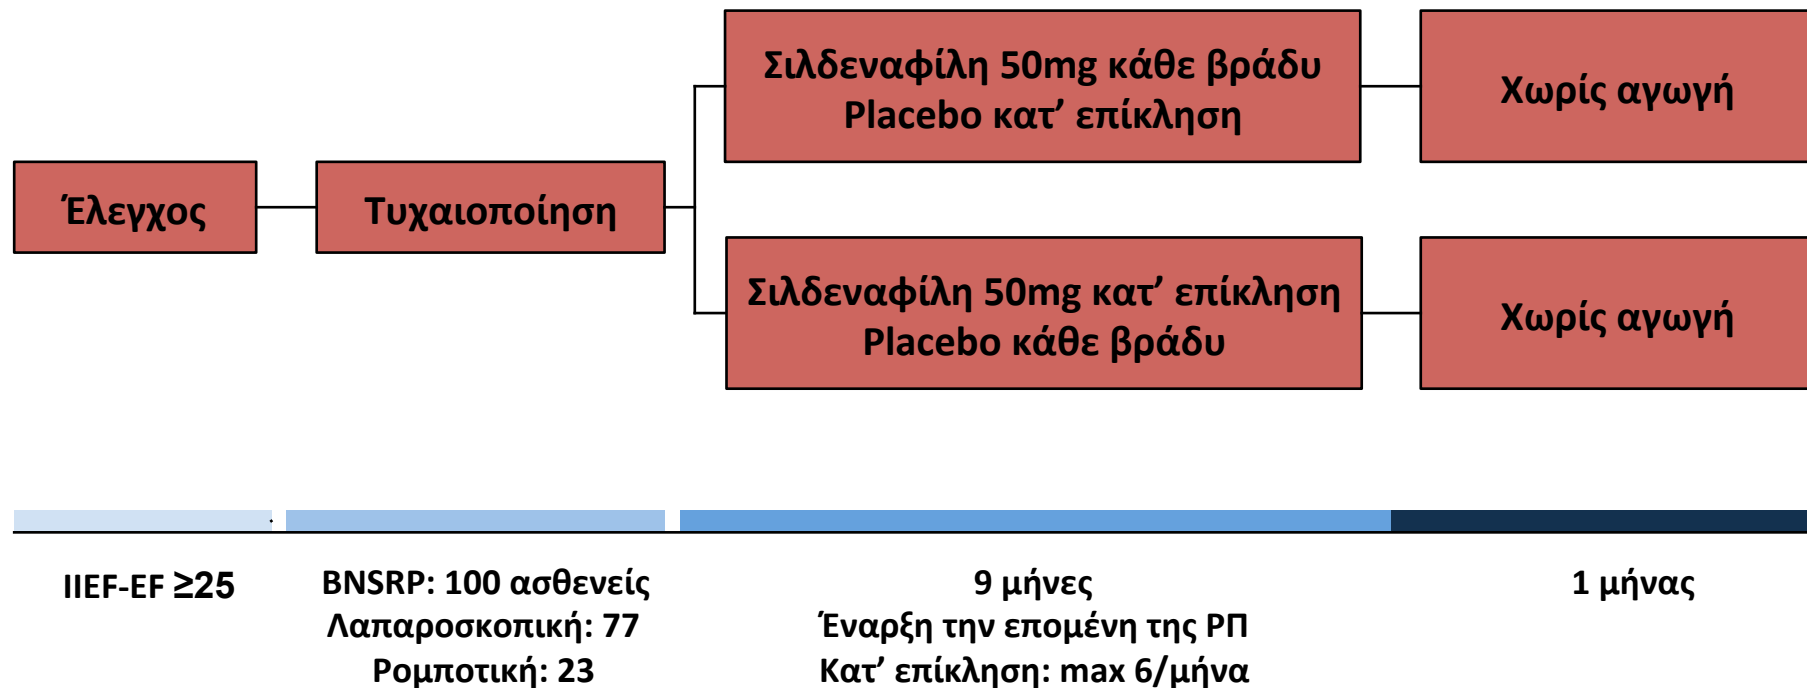 Σιλδεναφίλη 50mg κάθε βράδυ
Placebo κατ’ επίκληση
Χωρίς αγωγή
Έλεγχος
Τυχαιοποίηση
Σιλδεναφίλη 50mg κατ’ επίκληση
Placebo κάθε βράδυ
Χωρίς αγωγή
IIEF-EF ≥25
BNSRP: 100 ασθενείς
Λαπαροσκοπική: 77
Ρομποτική: 23
9 μήνες
Έναρξη την επομένη της ΡΠ
Κατ’ επίκληση: max 6/μήνα
1 μήνας